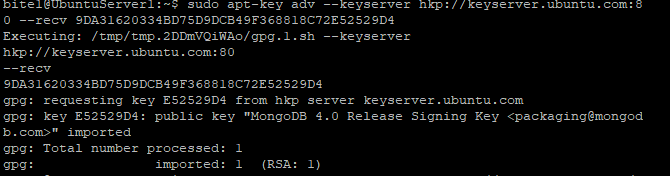 bitel@UbuntuServer1:~$ sudo apt-key adv --keyserver hkp://keyserver.ubuntu.com:8
0 --recv 9DA31620334BD75D9DCB49F368818C72E52529D4
Executing: /tmp/tmp.2DDmVQiWAo/gpg.1.sh --keyserver
hkp://keyserver.ubuntu.com:80
--recv
9DA31620334BD75D9DCB49F368818C72E52529D4
gpg: requesting key E52529D4 from hkp server keyserver.ubuntu.com
gpg: key E52529D4: public key "MongoDB 4.0 Release Signing Key <packaging@mongod
b.com>" imported
gpg: Total number processed: 1
gpg:               imported: 1  (RSA: 1)